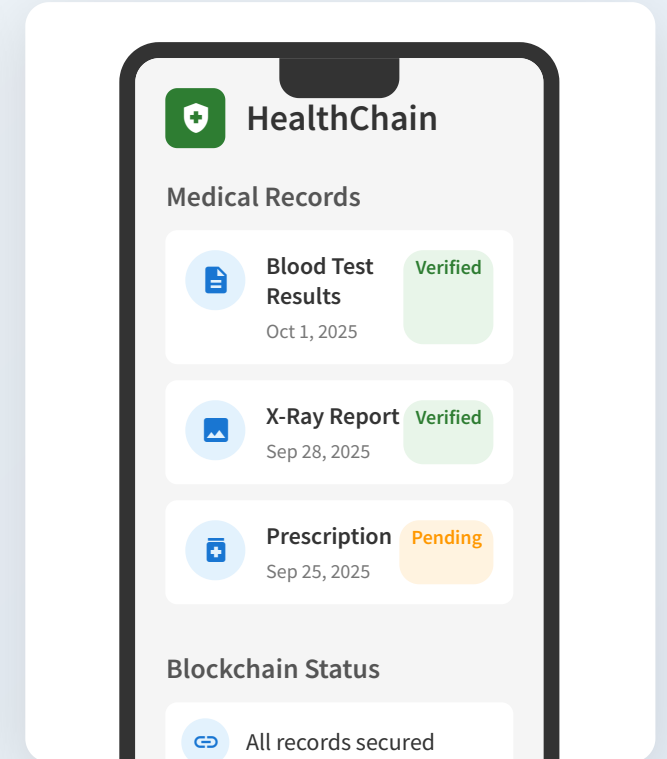 HealthChain
Medical Records
Blood Test
Results
Verified
Oct 1, 2025
X-Ray Report
Verified
Sep 28, 2025
Prescription
Pending
Sep 25, 2025
Blockchain Status
All records secured